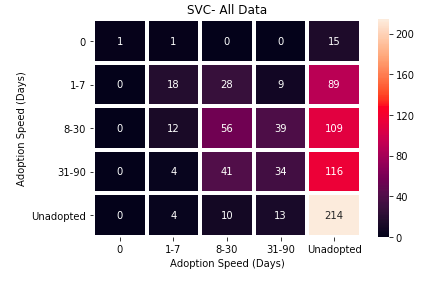 SVC- All Data
Adoption Speed (Days)
0 1 1 0 0 15
1-7 0 18 28 9 89
8-30 0 12 56 39 109
31-90 0 4 41 34 116
Unadopted 0 4 10 13 214
0 1-7 8-30 31-90 Unadopted
Adoption Speed (Days)
200
160
120
80
40
0